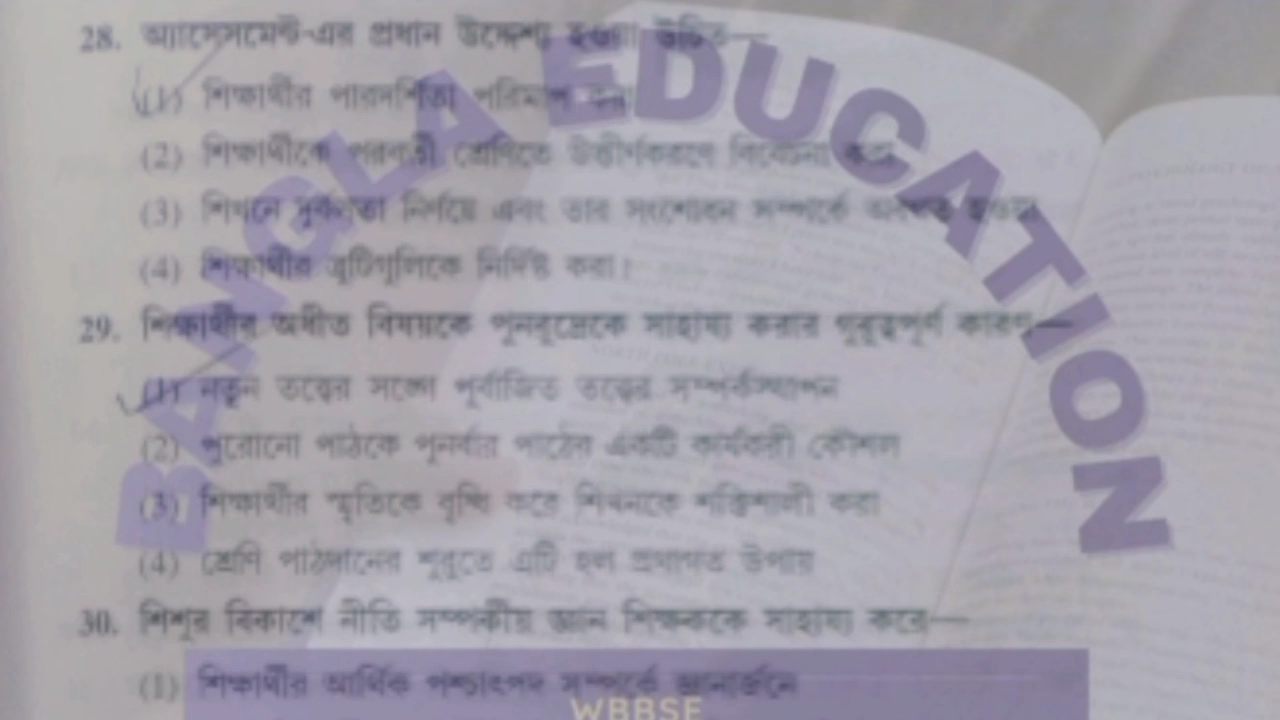 28. অ্যাসেসমেন্ট-এর প্রধান উদ্দেশ্য হওয়া উচিত—
(1) শিক্ষার্থীর পারদর্শিতা পরিমাপ করা
(2) শিক্ষার্থীকে পরবর্তী শ্রেণিতে উত্তীর্ণকরণে বিবেচনা করা
(3) শিখনে দুর্বলতা নির্ণয়ে এবং তার সংশোধন সম্পর্কে অবগত হওয়া
(4) শিক্ষার্থীর ত্রুটিগুলিকে নির্দিষ্ট করা।
29. শিক্ষার্থীর অধীত বিষয়কে পুনরুদ্রেকে সাহায্য করার গুরুত্বপূর্ণ কারণ—
(1) নতুন তত্ত্বের সঙ্গে পূর্বার্জিত তত্ত্বের সম্পর্কস্থাপন
(2) পুরোনো পাঠকে পুনর্বার পাঠের একটি কার্যকরী কৌশল
(3) শিক্ষার্থীর স্মৃতিকে বৃদ্ধি করে শিখনকে শক্তিশালী করা
(4) শ্রেণি পাঠদানের শুরুতে এটি হল প্রথাগত উপায়
30. শিশুর বিকাশে নীতি সম্পর্কীয় জ্ঞান শিক্ষককে সাহায্য করে—
(1) শিক্ষার্থীর আর্থিক পশ্চাৎপদ সম্পর্কে জ্ঞানার্জনে
BANGLA EDUCATION
WBBSE